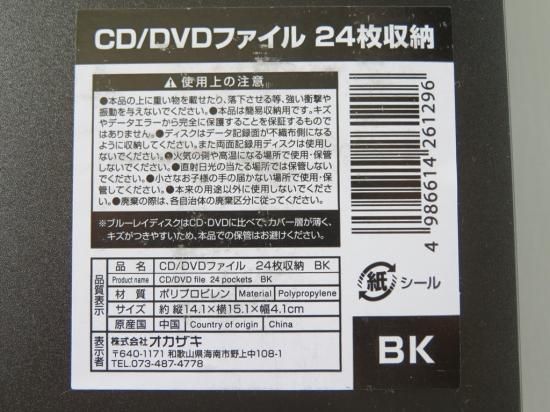 CD/DVDファイル 24枚収納
使用上の注意
●本品の上に重い物を載せたり、落下させる等、強い衝撃や
振動を与えないでください。●本品は簡易収納用です。キズ
やデータエラーから完全に保護することを保証するもので
はありません。●ディスクはデータ記録面が不織布側になる
ように収納してください。また両面記録用ディスクは使用し
ないでください。●火気の側や高温になる場所で使用・保管
しないでください。●直射日光の当たる場所では保管しない
でください。●小さなお子様の手の届かない場所で使用・保
管してください。●本来の用途以外に使用しないでください。
●廃棄の際は、各自治体の廃棄区分に従ってください。
※ブルーレイディスクはCD・DVDに比べて、カバー層が薄く、
キズがつきやすいため、本品での保管はお避けください。
4 986614 261296
品質表示
品名 CD/DVDファイル 24枚収納 BK
Product name CD/DVD file 24 pockets BK
材質 ポリプロピレン Material Polypropylene
サイズ 約 縦14.1×横15.1×幅4.1cm
原産国 中国 Country of origin China
表示者 株式会社オカザキ
〒640-1171 和歌山県海南市野上中108-1
TEL.073-487-4778
紙 シール
BK